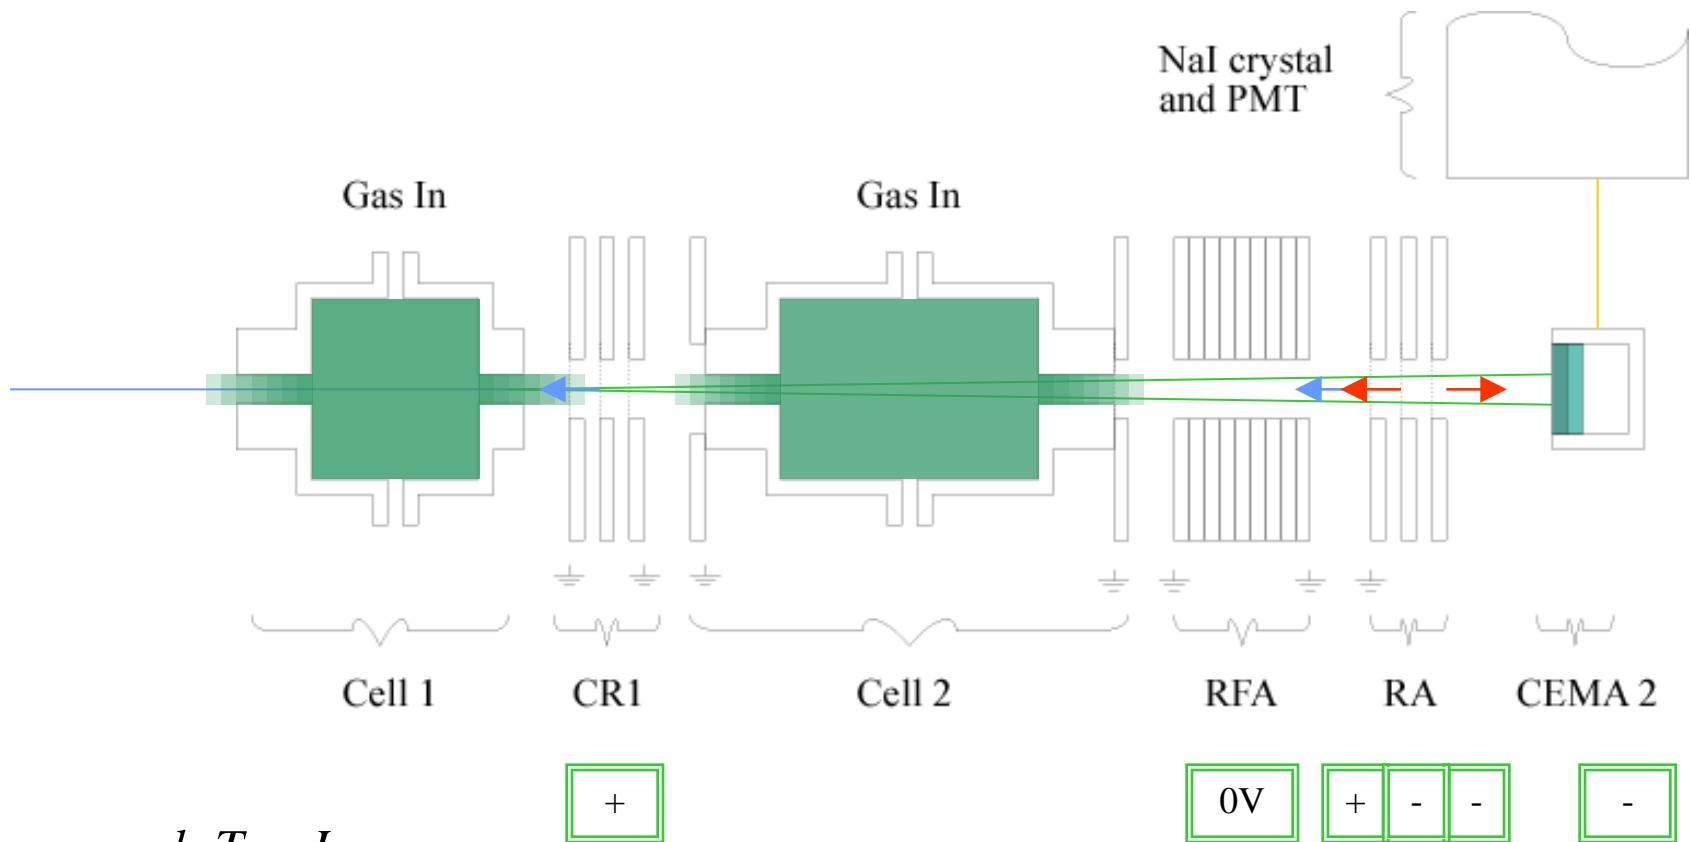 NaI crystal
and PMT
Gas In
Gas In
Cell 1
CR1
Cell 2
RFA
RA
CEMA 2
+
0V
+
-
-
-